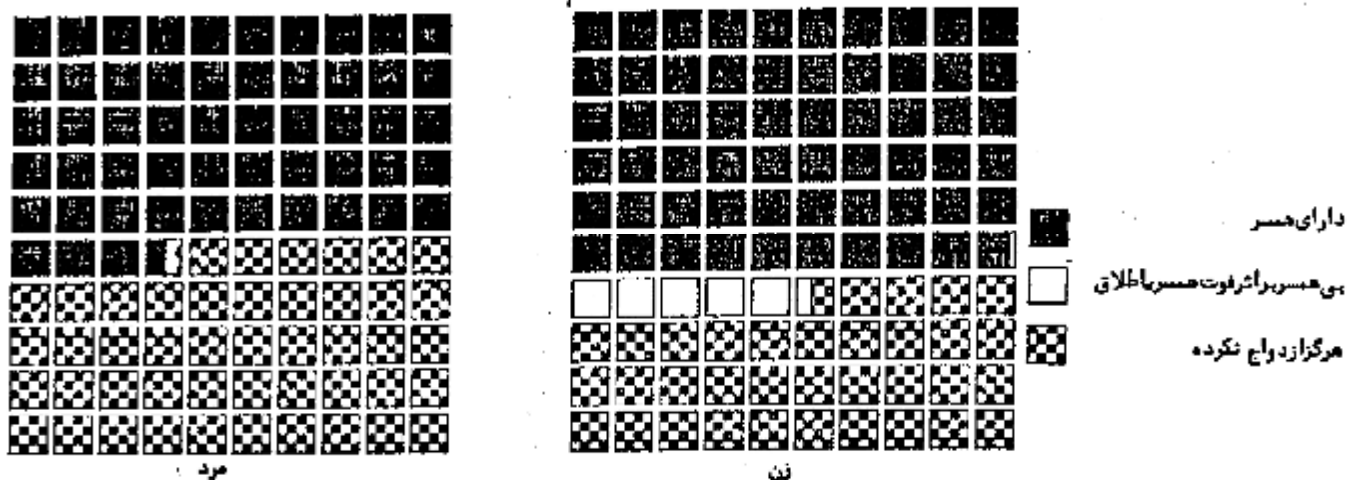 دارای همسر
بی همسر بر اثر فوت همسر یا طلاق
هرگز ازدواج نکرده
زن
مرد